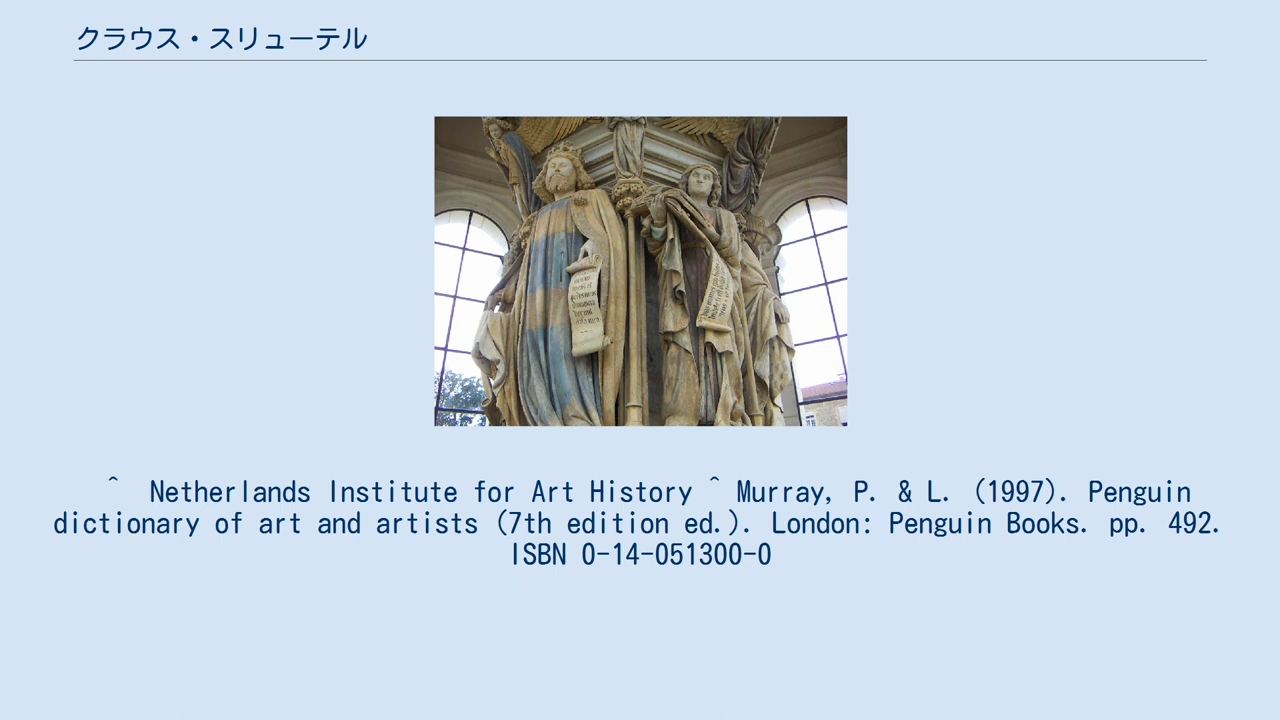 クラウス・スリューテル
^  Netherlands Institute for Art History ^ Murray, P. & L. (1997). Penguin
dictionary of art and artists (7th edition ed.). London: Penguin Books. pp. 492.
ISBN 0-14-051300-0